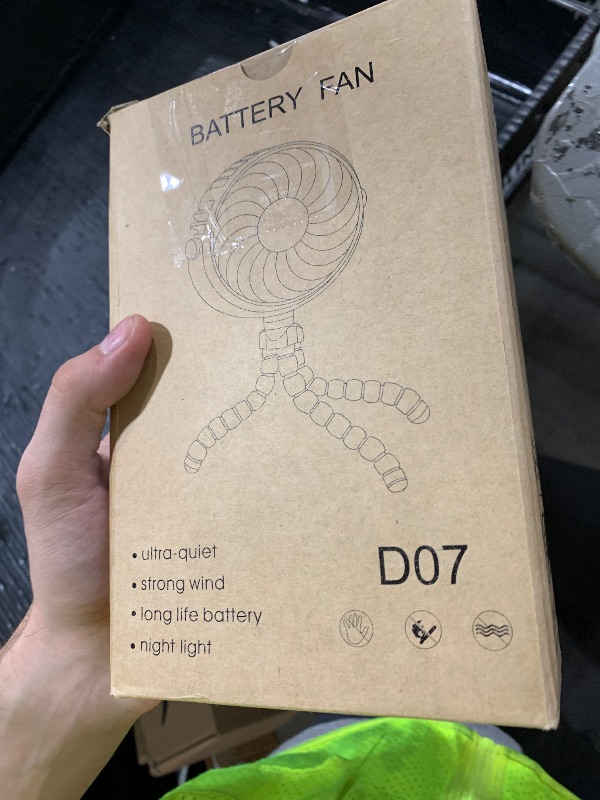 BATTERY FAN
• ultra-quiet
• strong wind
• long life battery
• night light
D07